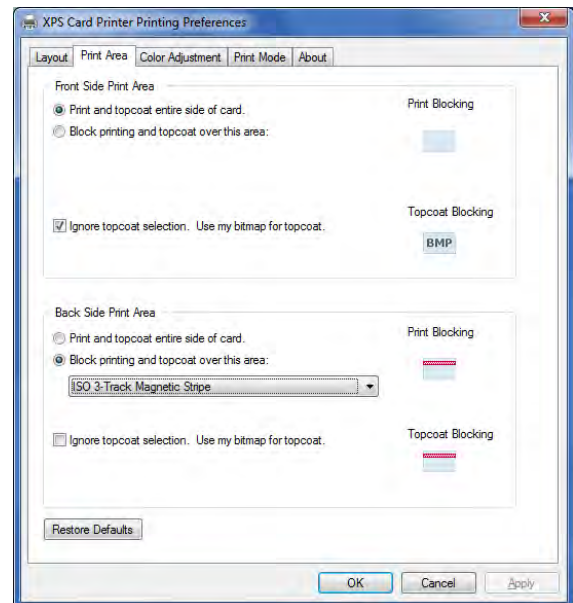 XPS Card Printer Printing Preferences
Layout Print Area Color Adjustment Print Mode About
Front Side Print Area
Print and topcoat entire side of card.
Print Blocking
Block printing and topcoat over this area:
Topcoat Blocking
Ignore topcoat selection. Use my bitmap for topcoat.
BMP
Back Side Print Area
Print and topcoat entire side of card.
Print Blocking
Block printing and topcoat over this area:
ISO 3-Track Magnetic Stripe
Ignore topcoat selection. Use my bitmap for topcoat.
Topcoat Blocking
Restore Defaults
OK Cancel Apply